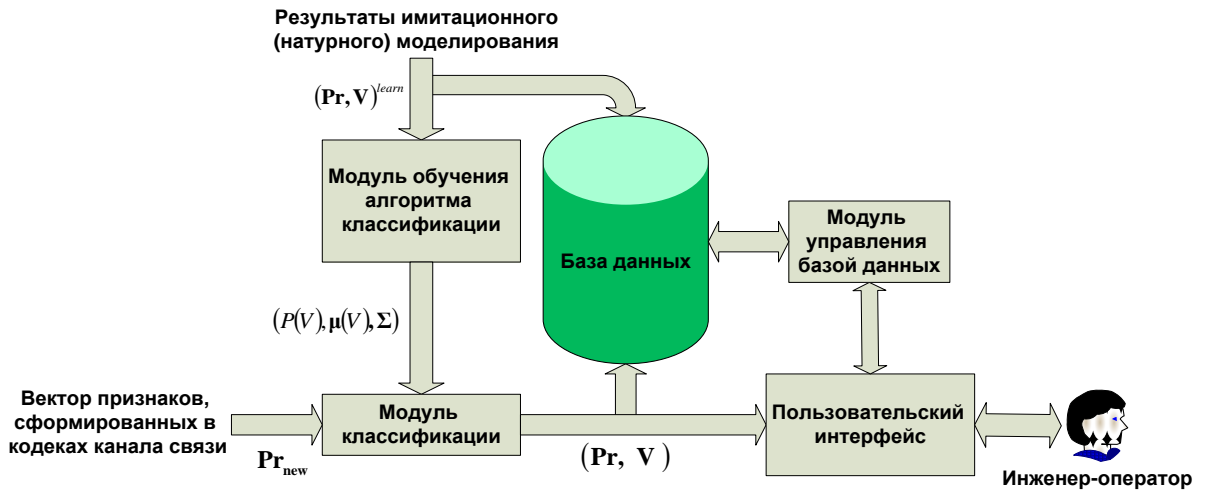 Результаты имитационного
(натурного) моделирования
(Pr, V)^learn
Модуль обучения
алгоритма
классификации
База данных
Модуль
управления
базой данных
(P(V), μ(V), Σ)
Вектор признаков,
сформированных в
кодеках канала связи
Pr_new
Модуль
классификации
(Pr, V)
Пользовательский
интерфейс
Инженер-оператор